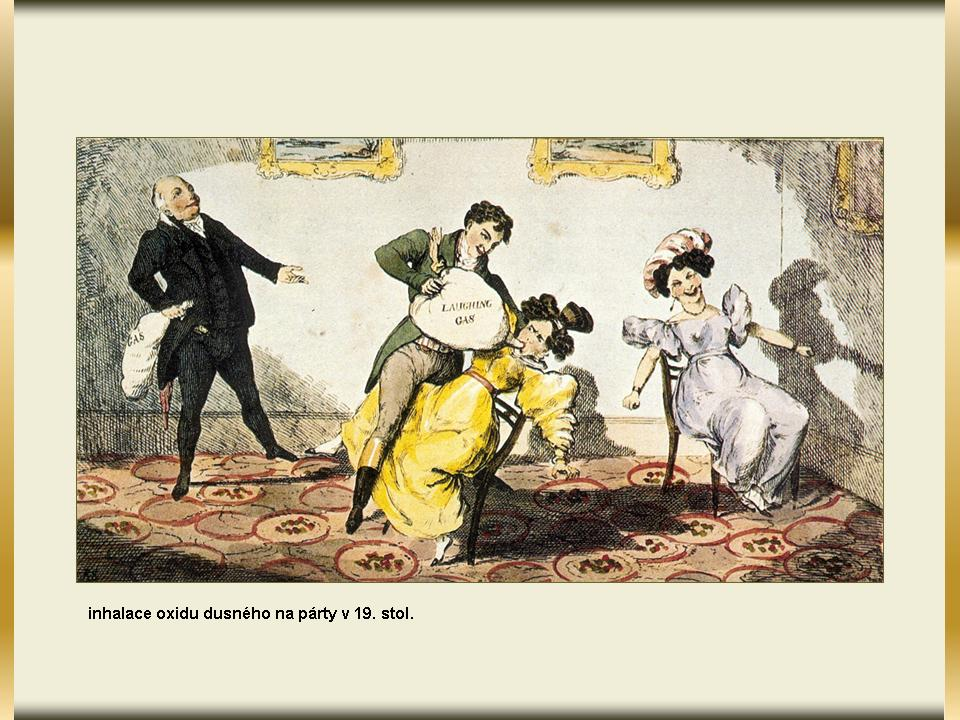 GAS
LAUGHING
GAS
inhalace oxidu dusného na párty v 19. stol.